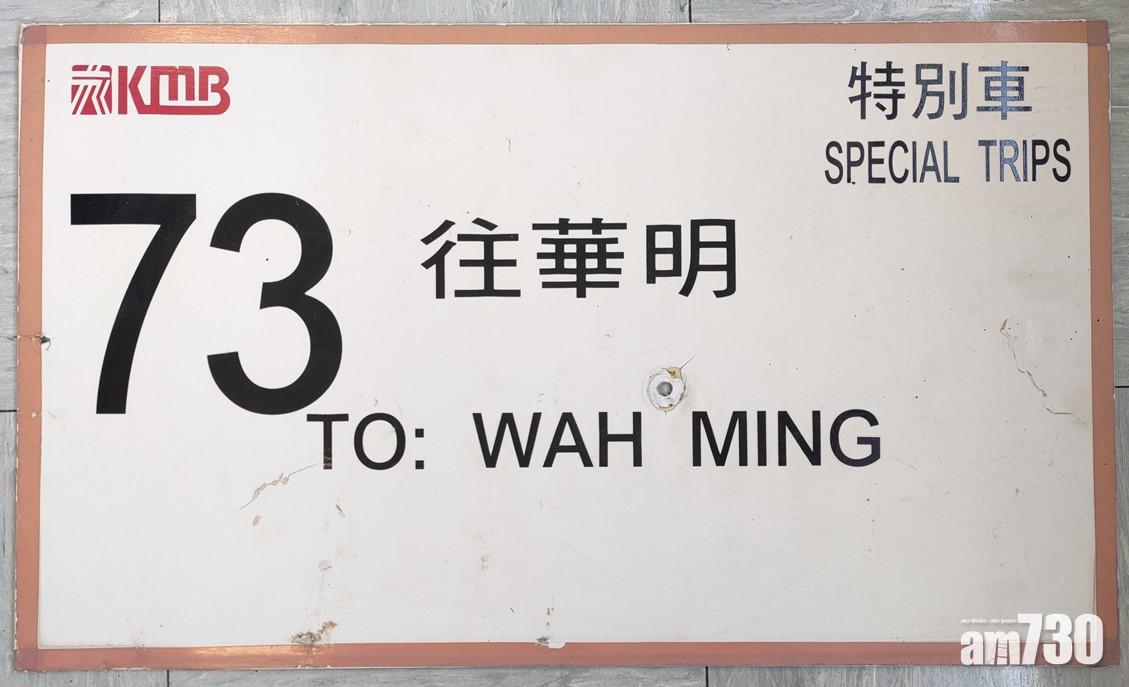 KMB
特別車
SPECIAL TRIPS
73
往華明
TO: WAH MING
am730